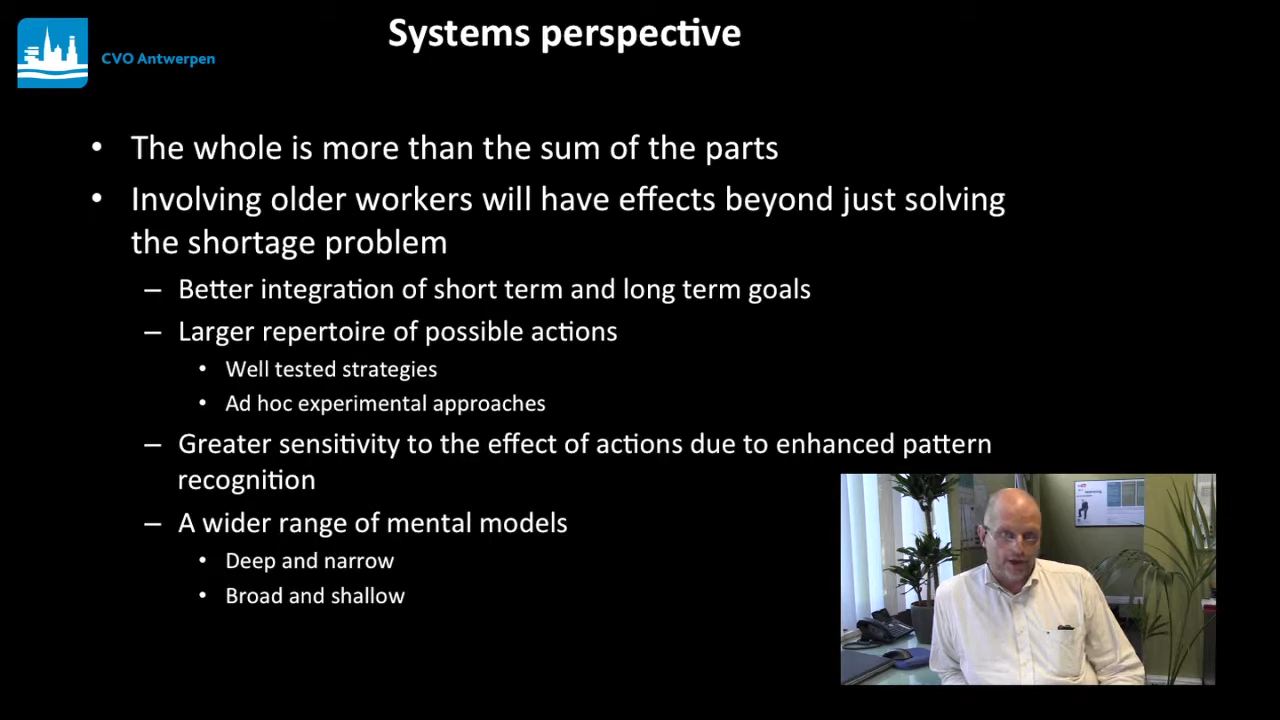 Systems perspective
CVO Antwerpen
• The whole is more than the sum of the parts
• Involving older workers will have effects beyond just solving
the shortage problem
– Better integration of short term and long term goals
– Larger repertoire of possible actions
• Well tested strategies
• Ad hoc experimental approaches
– Greater sensitivity to the effect of actions due to enhanced pattern
recognition
– A wider range of mental models
• Deep and narrow
• Broad and shallow